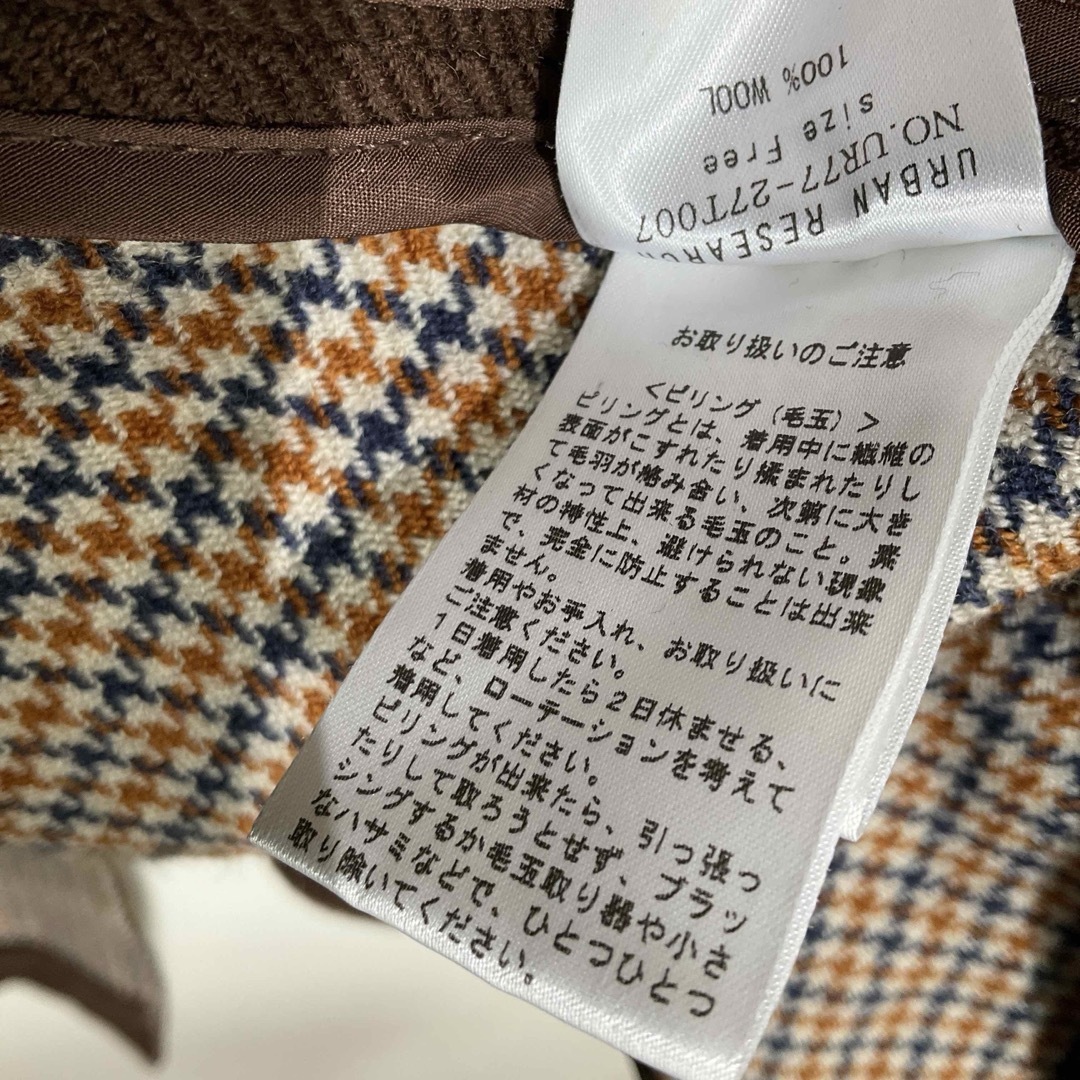 URBAN RESEARCH
NO.UR77-27T007
size Free
100% WOOL
お取り扱いのご注意
<ピリング(毛玉)>
ピリングとは、着用中に繊維の
表面がこすれたり揉まれたりし
て毛羽が絡み合い、次第に大き
くなって出来る毛玉のこと。素
材の特性上、避けられない現象
で、完全に防止することは出来
ません。
着用やお手入れ、お取り扱いに
ご注意ください。
1日着用したら2日休ませる、
など、ローテーションを考えて
着用してください。
ピリングが出来たら、引っ張っ
たりして取ろうとせず、ブラッ
シングするか毛玉取り器や小さ
なハサミなどで、ひとつひとつ
取り除いてください。